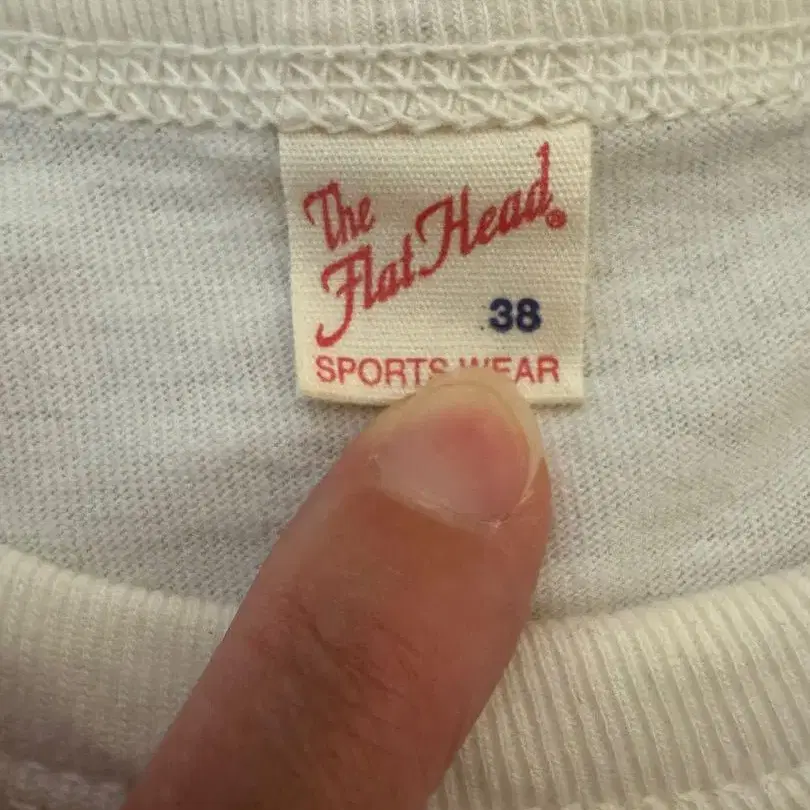 The
Flat Head®
38
SPORTS WEAR